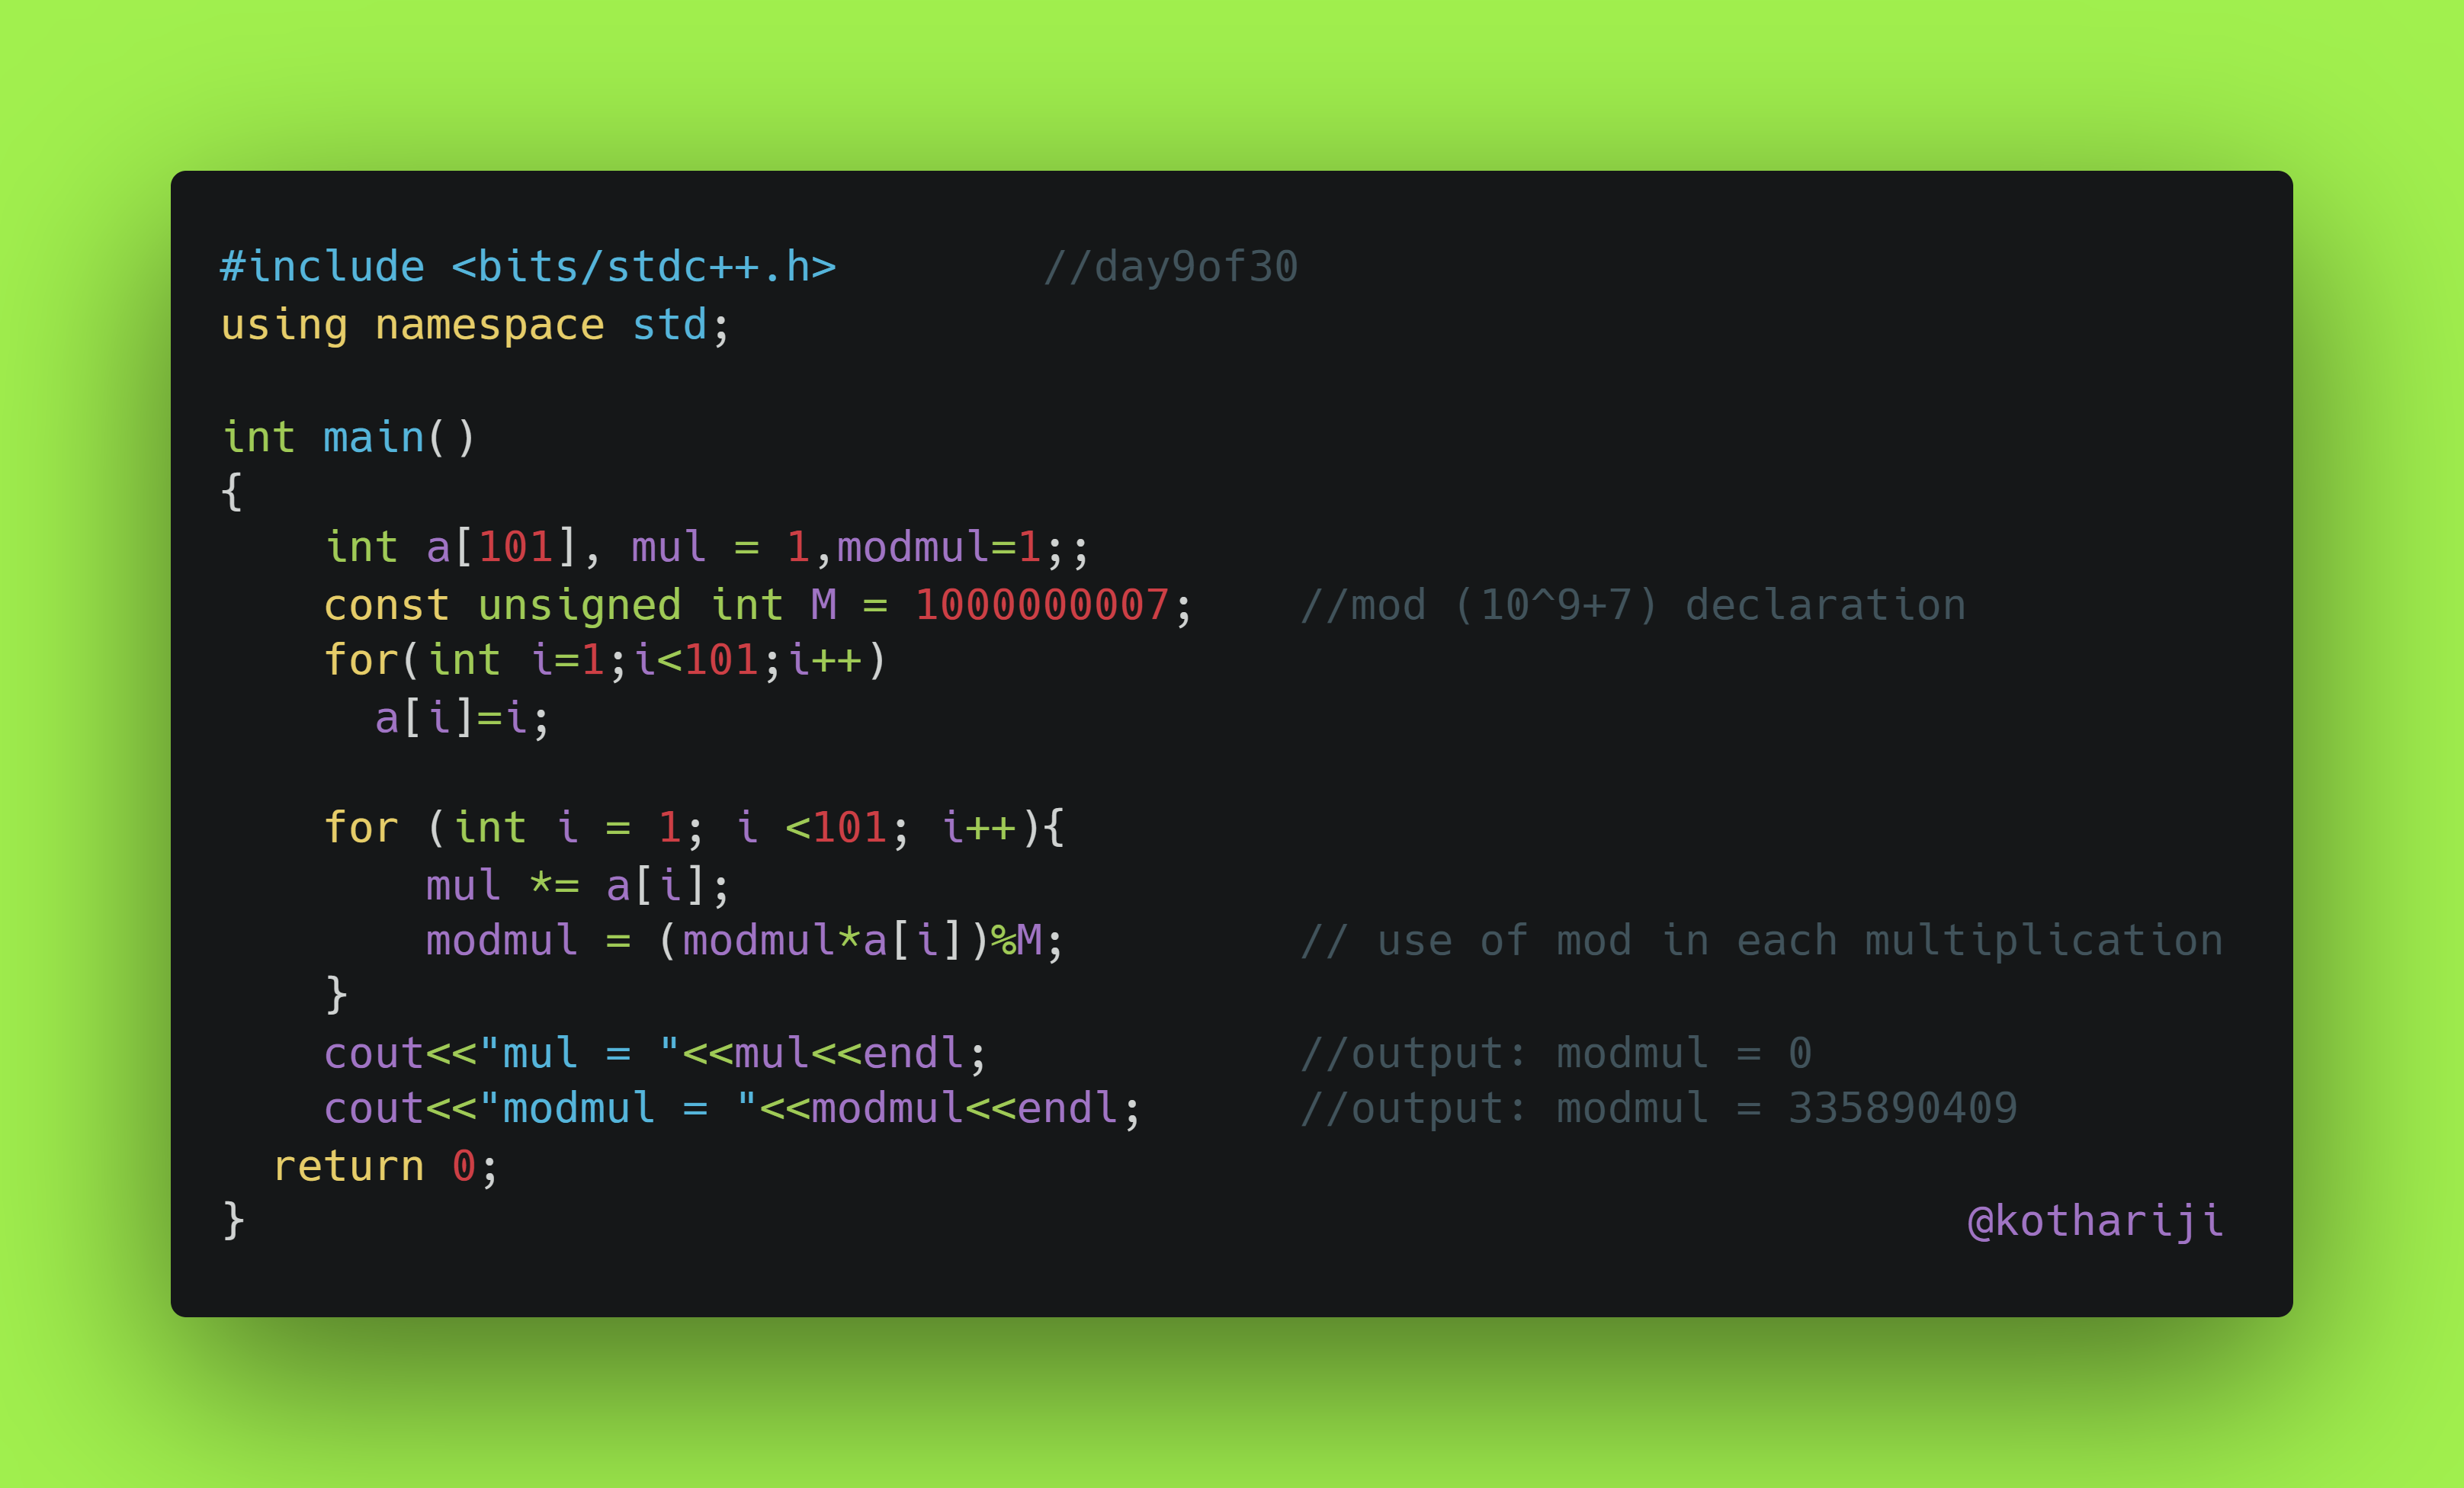 #include <bits/stdc++.h>        //day9of30
using namespace std;
int main()
{
    int a[101], mul = 1,modmul=1;;
    const unsigned int M = 1000000007;    //mod (10^9+7) declaration
    for(int i=1;i<101;i++)
      a[i]=i;
    for (int i = 1; i <101; i++){
        mul *= a[i];
        modmul = (modmul*a[i])%M;         // use of mod in each multiplication
    }
    cout<<"mul = "<<mul<<endl;            //output: modmul = 0
    cout<<"modmul = "<<modmul<<endl;      //output: modmul = 335890409
  return 0;
}                                                                   @kothariji